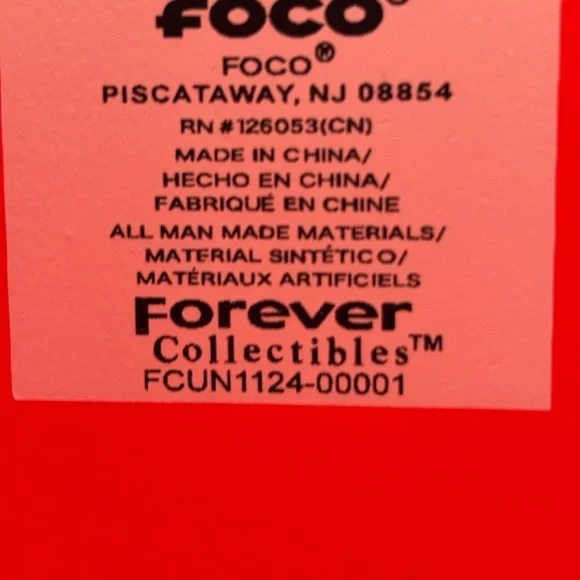 FOCO®
FOCO®
PISCATAWAY, NJ 08854
RN #126053(CN)
MADE IN CHINA/
HECHO EN CHINA/
FABRIQUÉ EN CHINE
ALL MAN MADE MATERIALS/
MATERIAL SINTÉTICO/
MATÉRIAUX ARTIFICIELS
Forever
Collectibles™
FCUN1124-00001